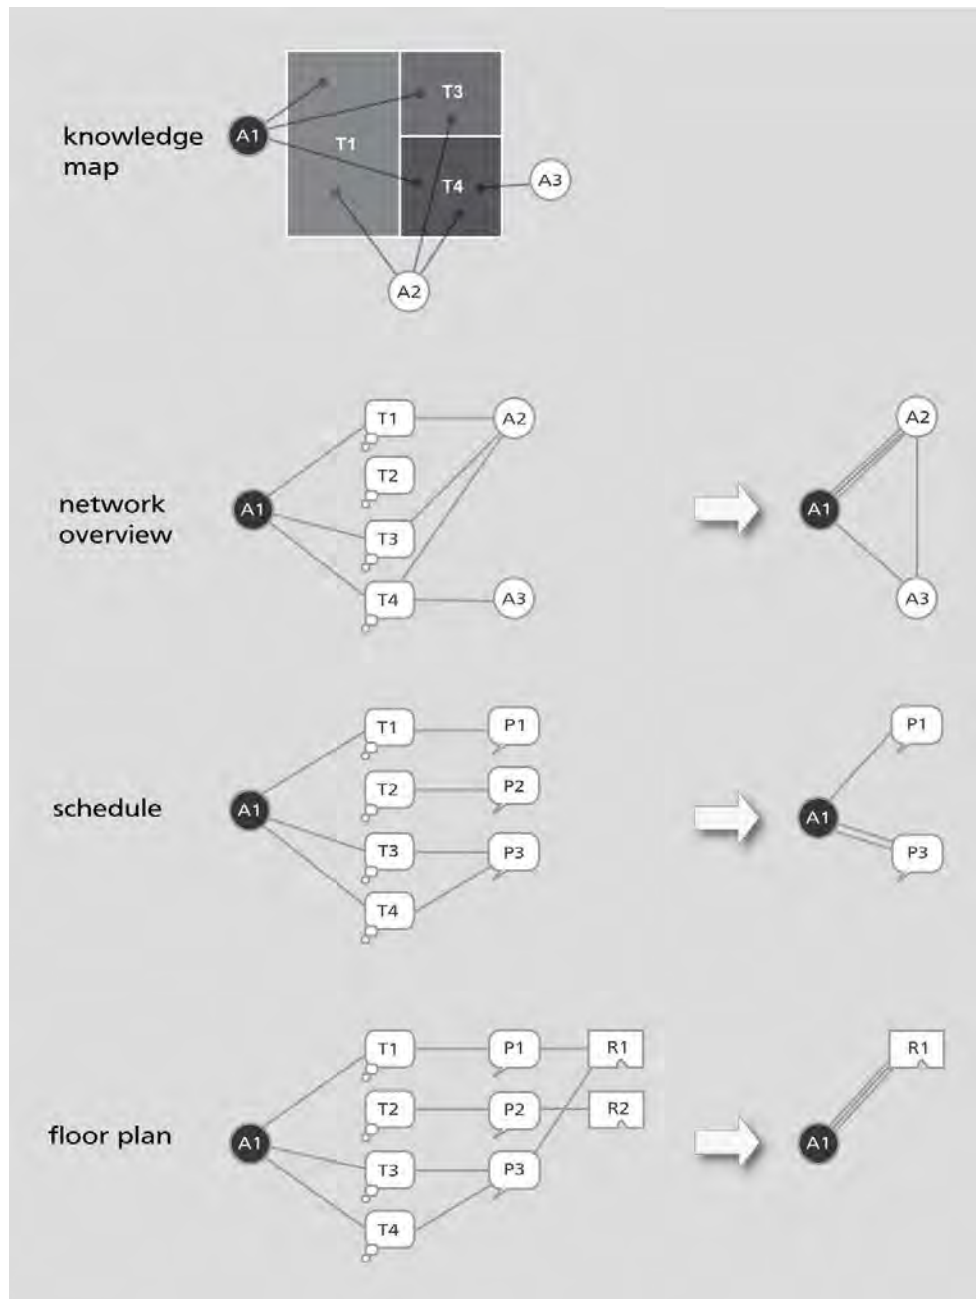 knowledge
map
A1
T1
T3
T4
A3
A2
network
overview
A1
T1
T2
T3
T4
A2
A3
A1
A2
A3
schedule
A1
T1
T2
T3
T4
P1
P2
P3
A1
P1
P3
floor plan
A1
T1
T2
T3
T4
P1
P2
P3
R1
R2
A1
R1